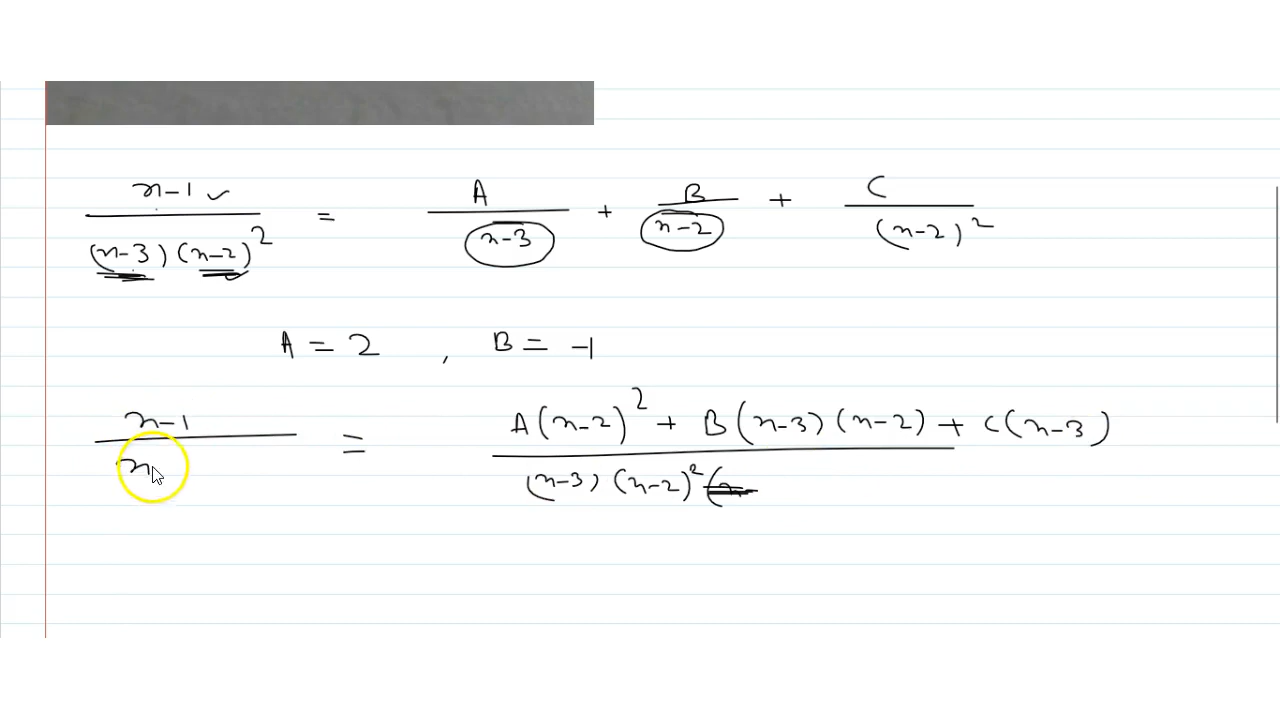 x-1 ✓ / (x-3)(x-2)² = A / x-3 + B / x-2 + C / (x-2)²
A = 2 , B = -1
x-1 / x = A(x-2)² + B(x-3)(x-2) + C(x-3) / (x-3)(x-2)²